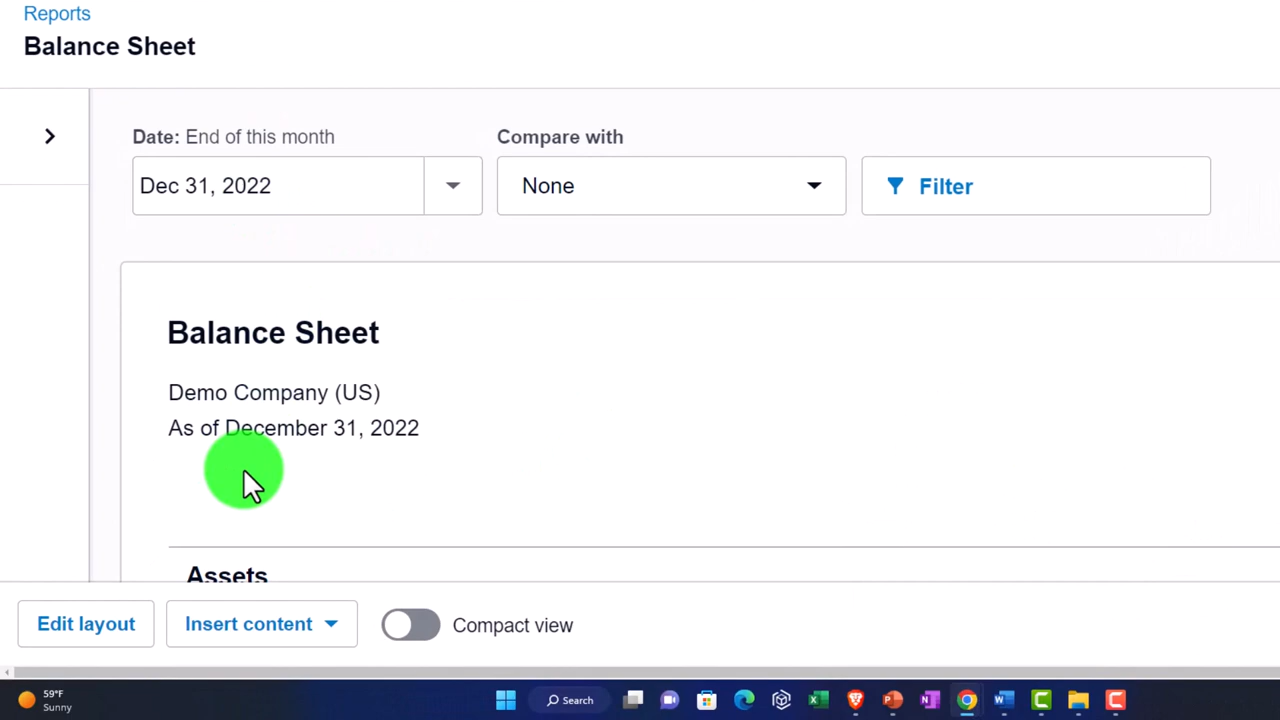 Reports
Balance Sheet
Date: End of this month
Compare with
Dec 31, 2022
None
Filter
Balance Sheet
Demo Company (US)
As of December 31, 2022
Assets
Edit layout
Insert content
Compact view
59°F
Sunny
Search